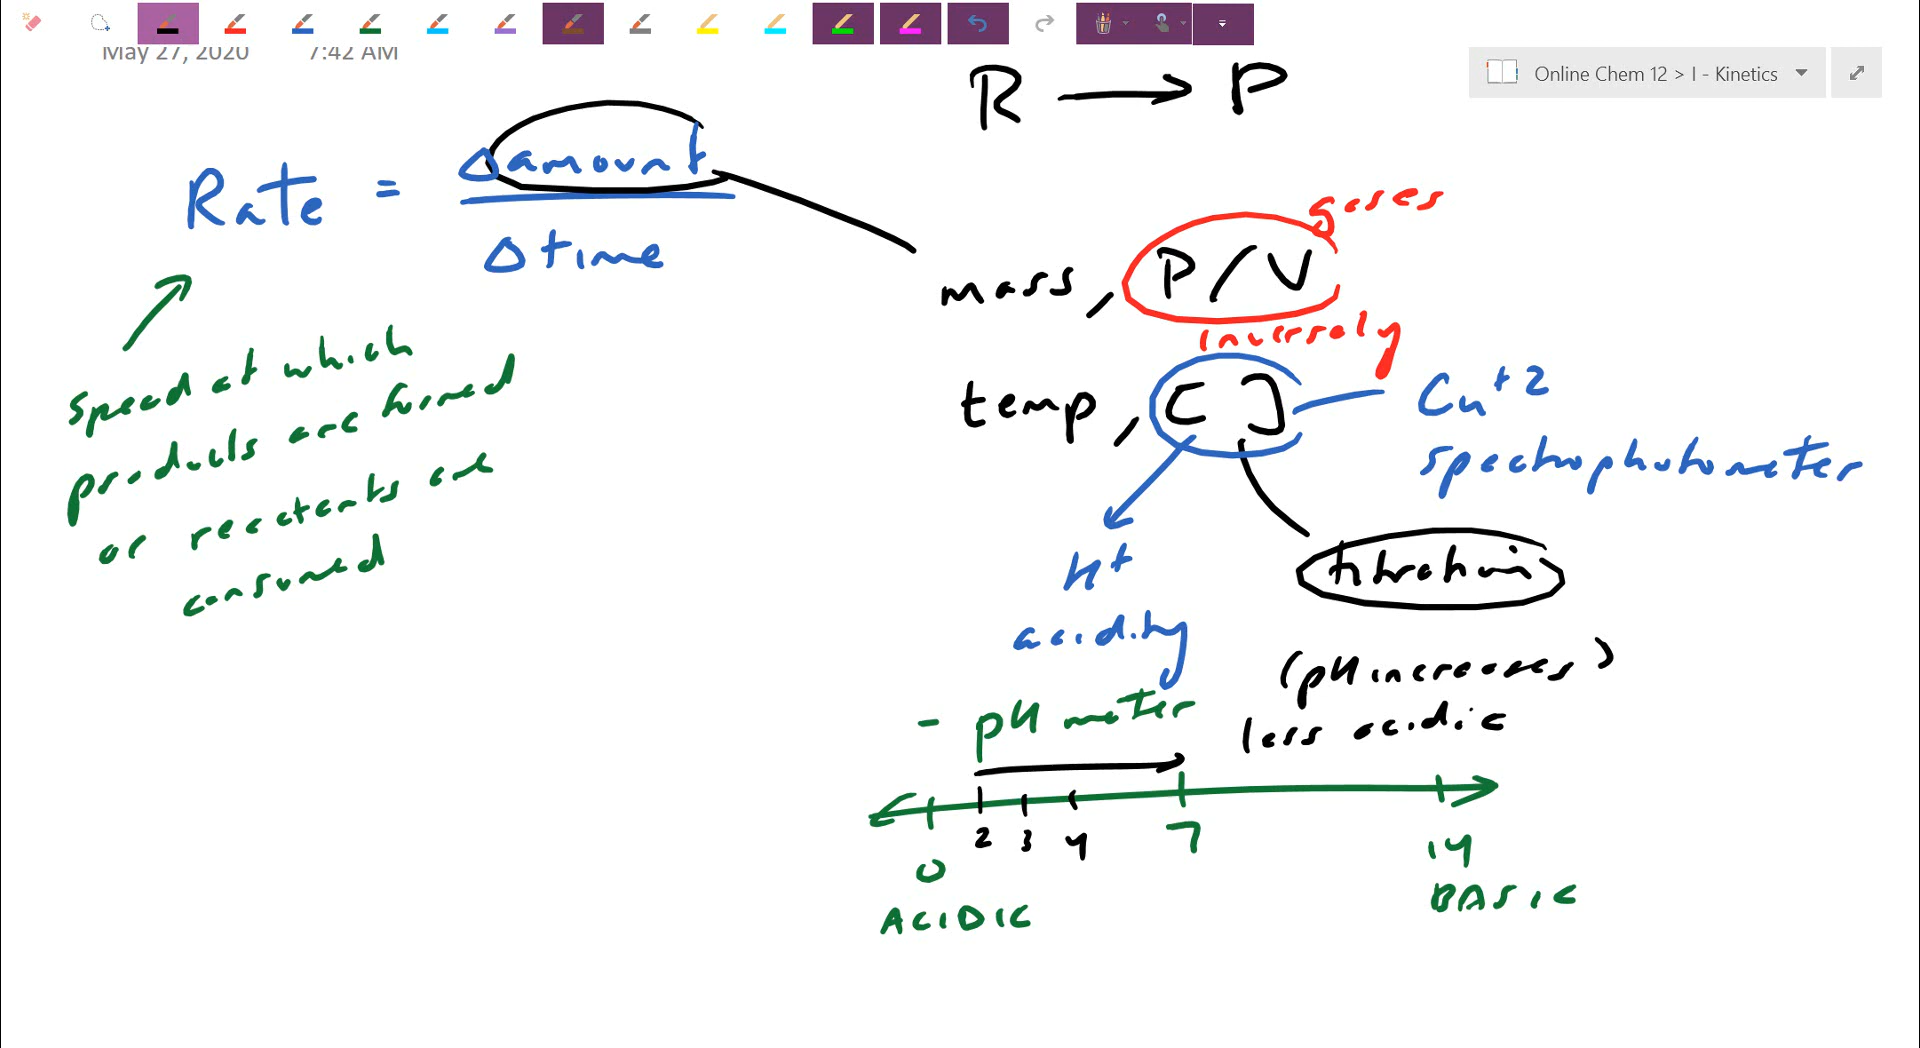 May 27, 2020 7:42 AM
Online Chem 12 > I - Kinetics
R → P
Rate = Δamount
Δtime
gases
mass, P/V
inversely
temp, [ ]
Cu+2
spectrophotometer
speed at which
products are formed
or reactants are
consumed
H+
acidity
titration
- pH meter
(pH increases)
less acidic
0 2 3 4 7 14
ACIDIC
BASIC